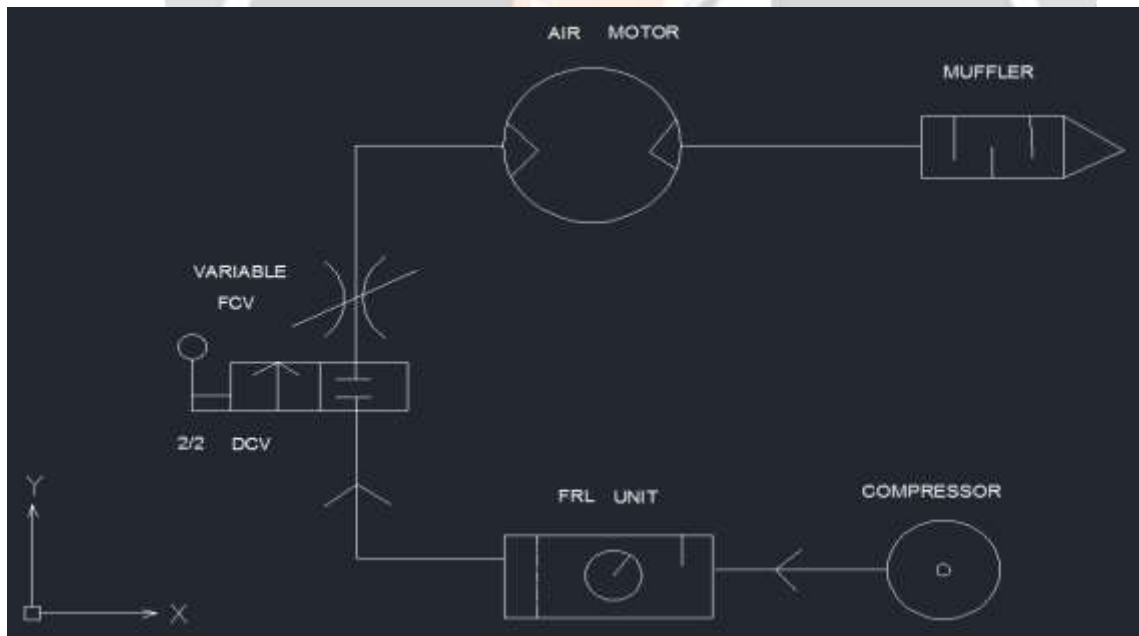 AIR MOTOR
MUFFLER
VARIABLE
FCV
2/2 DCV
FRL UNIT
COMPRESSOR
Y
X